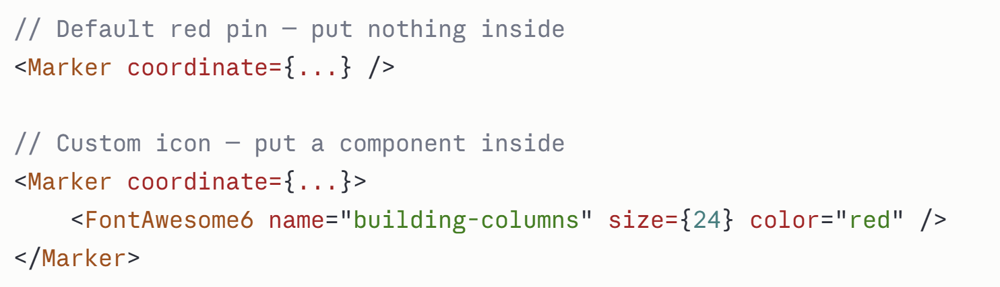 // Default red pin — put nothing inside
<Marker coordinate={...} />
// Custom icon — put a component inside
<Marker coordinate={...}>
    <FontAwesome6 name="building-columns" size={24} color="red" />
</Marker>